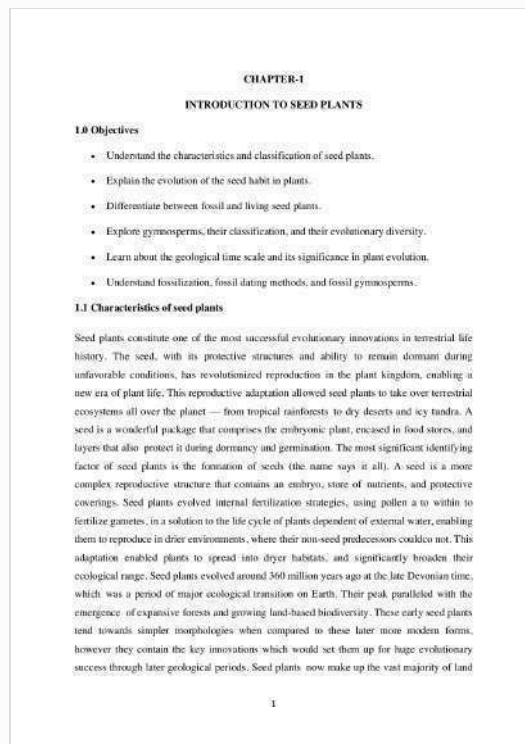 CHAPTER-1
INTRODUCTION TO SEED PLANTS
1.0 Objectives
• Understand the characteristics and classification of seed plants.
• Explain the evolution of the seed habit in plants.
• Differentiate between fossil and living seed plants.
• Explore gymnosperms, their classification, and their evolutionary diversity.
• Learn about the geological time scale and its significance in plant evolution.
• Understand fossilization, fossil dating methods, and fossil gymnosperms.
1.1 Characteristics of seed plants
Seed plants constitute one of the most successful evolutionary innovations in terrestrial life
history. The seed, with its protective structures and ability to remain dormant during
unfavorable conditions, has revolutionized reproduction in the plant kingdom, enabling a
new era of plant life. This reproductive adaptation allowed seed plants to take over terrestrial
ecosystems all over the planet — from tropical rainforests to dry deserts and icy tundra. A
seed is a wonderful package that comprises the embryonic plant, encased in food stores, and
layers that also protect it during dormancy and germination. The most significant identifying
factor of seed plants is the formation of seeds (the name says it all). A seed is a more
complex reproductive structure that contains an embryo, store of nutrients, and protective
coverings. Seed plants evolved internal fertilization strategies, using pollen a to within to
fertilize gametes, in a solution to the life cycle of plants dependent of external water, enabling
them to reproduce in drier environments, where their non-seed predecessors couldco not. This
adaptation enabled plants to spread into dryer habitats, and significantly broaden their
ecological range. Seed plants evolved around 360 million years ago at the late Devonian time,
which was a period of major ecological transition on Earth. Their peak paralleled with the
emergence of expansive forests and growing land-based biodiversity. These early seed plants
tend towards simpler morphologies when compared to these later more modern forms,
however they contain the key innovations which would set them up for huge evolutionary
success through later geological periods. Seed plants now make up the vast majority of land
1